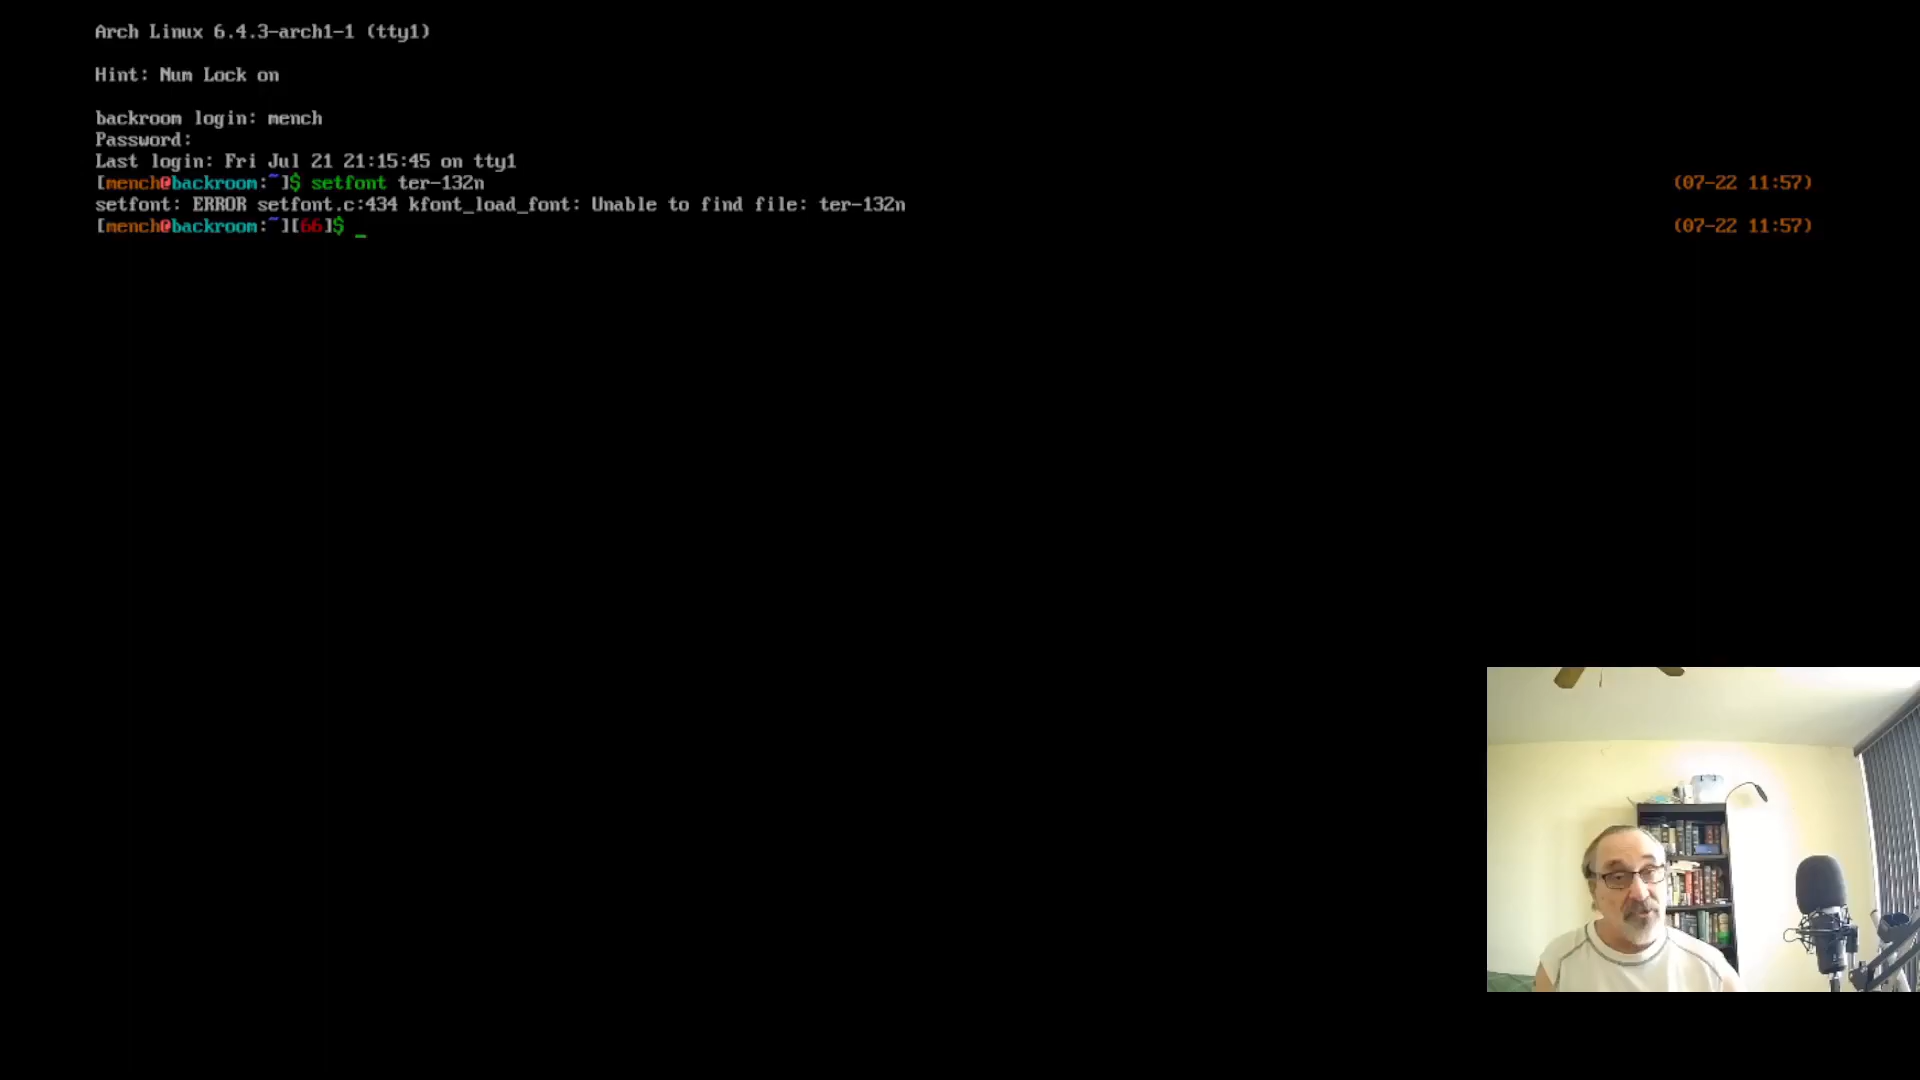 Arch Linux 6.4.3-arch1-1 (tty1)
Hint: Num Lock on
backroom login: mench
Password:
Last login: Fri Jul 21 21:15:45 on tty1
[mench@backroom:~]$ setfont ter-132n (07-22 11:57)
setfont: ERROR setfont.c:434 kfont_load_font: Unable to find file: ter-132n
[mench@backroom:~][66]$ _ (07-22 11:57)